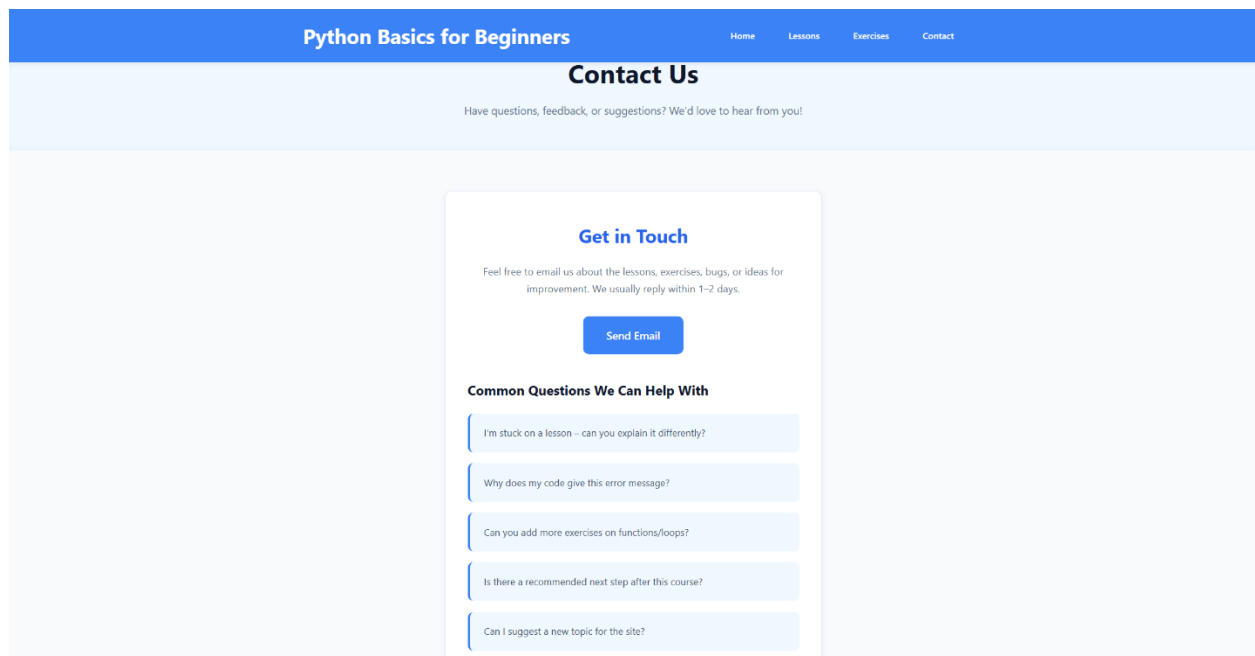 Python Basics for Beginners
Home
Lessons
Exercises
Contact
Contact Us
Have questions, feedback, or suggestions? We'd love to hear from you!
Get in Touch
Feel free to email us about the lessons, exercises, bugs, or ideas for
improvement. We usually reply within 1–2 days.
Send Email
Common Questions We Can Help With
I'm stuck on a lesson – can you explain it differently?
Why does my code give this error message?
Can you add more exercises on functions/loops?
Is there a recommended next step after this course?
Can I suggest a new topic for the site?